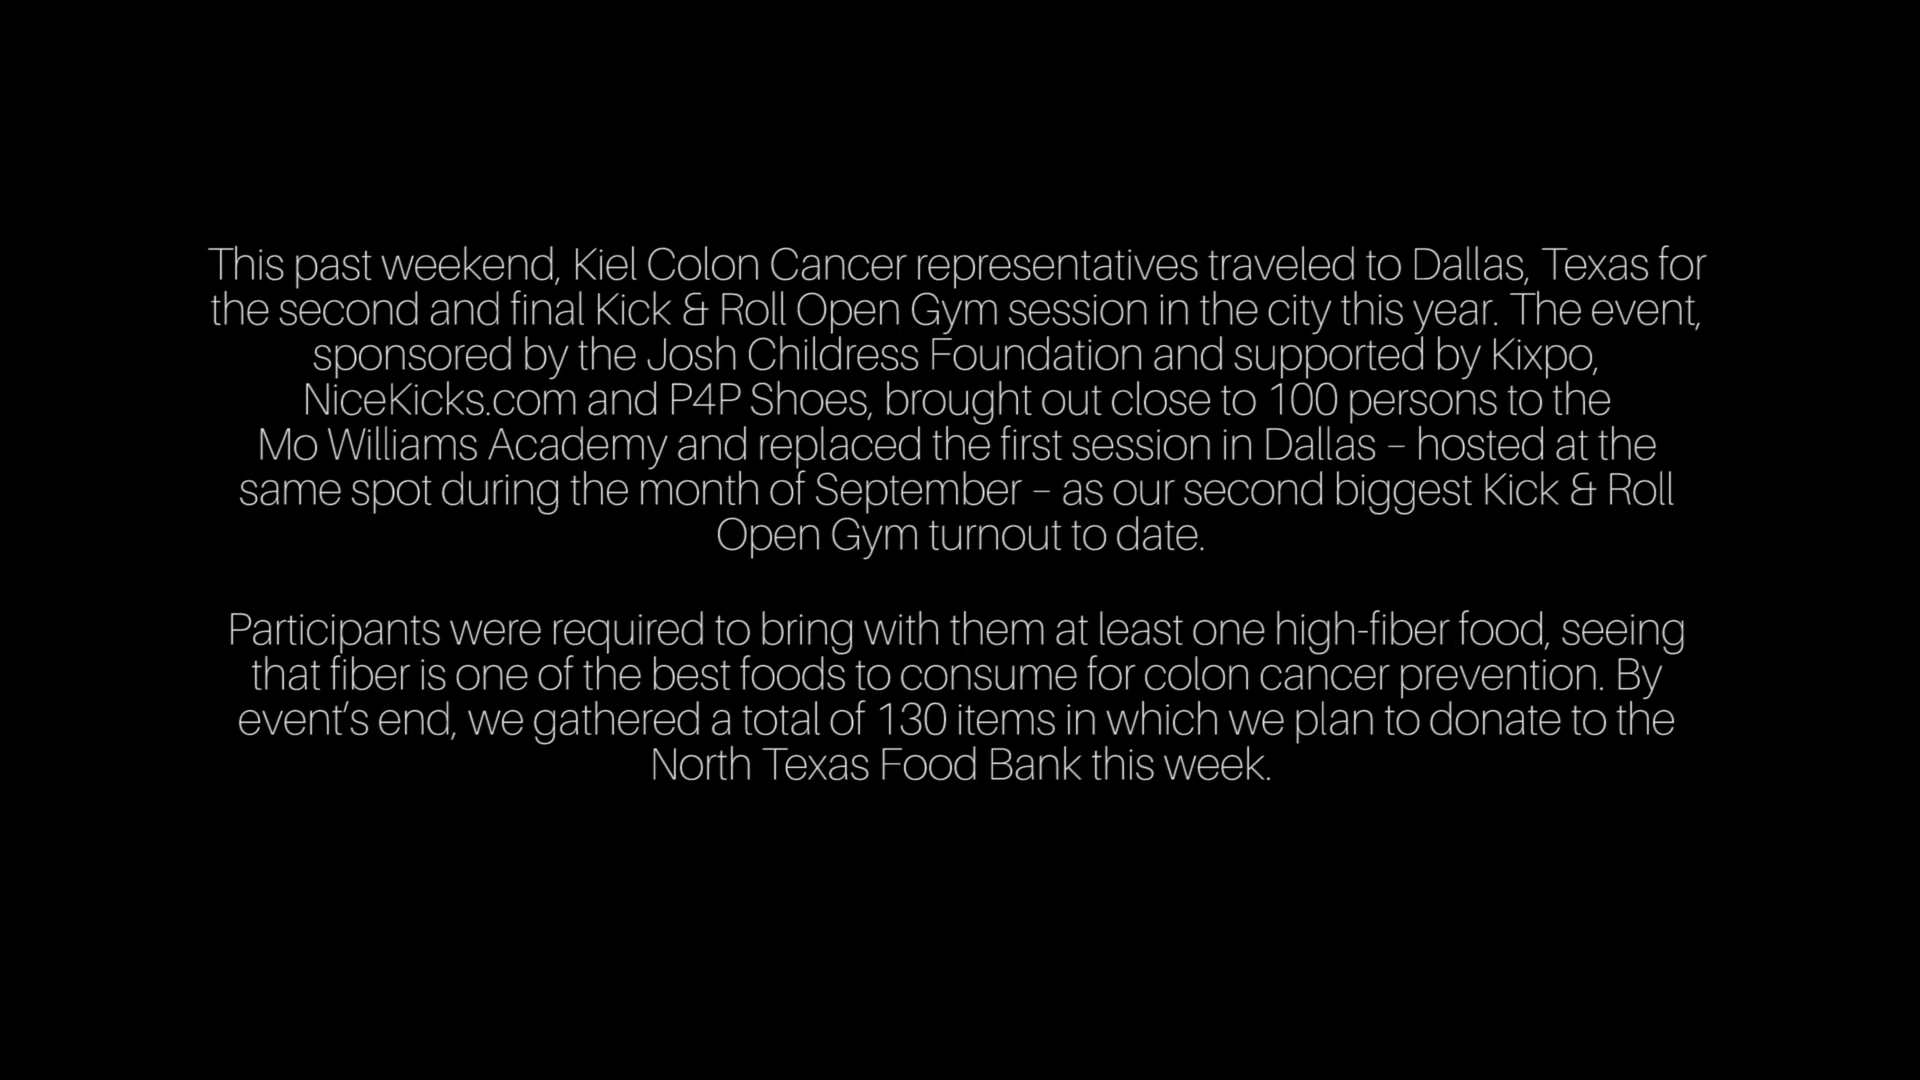 This past weekend, Kiel Colon Cancer representatives traveled to Dallas, Texas for
the second and final Kick & Roll Open Gym session in the city this year. The event,
sponsored by the Josh Childress Foundation and supported by Kixpo,
NiceKicks.com and P4P Shoes, brought out close to 100 persons to the
Mo Williams Academy and replaced the first session in Dallas – hosted at the
same spot during the month of September – as our second biggest Kick & Roll
Open Gym turnout to date.
Participants were required to bring with them at least one high-fiber food, seeing
that fiber is one of the best foods to consume for colon cancer prevention. By
event’s end, we gathered a total of 130 items in which we plan to donate to the
North Texas Food Bank this week.